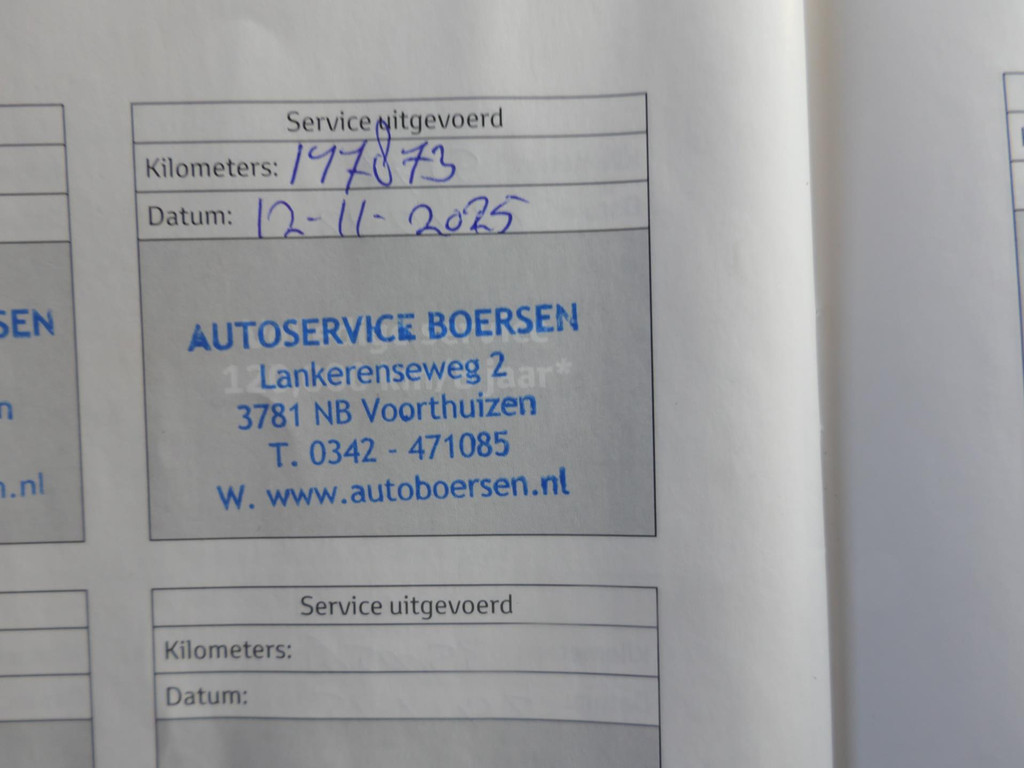 Service uitgevoerd
Kilometers: 197873
Datum: 12-11-2025
AUTOSERVICE BOERSEN
Lankerenseweg 2
3781 NB Voorthuizen
T. 0342 - 471085
W. www.autoboersen.nl
SEN
n
n.nl
Service uitgevoerd
Kilometers:
Datum: